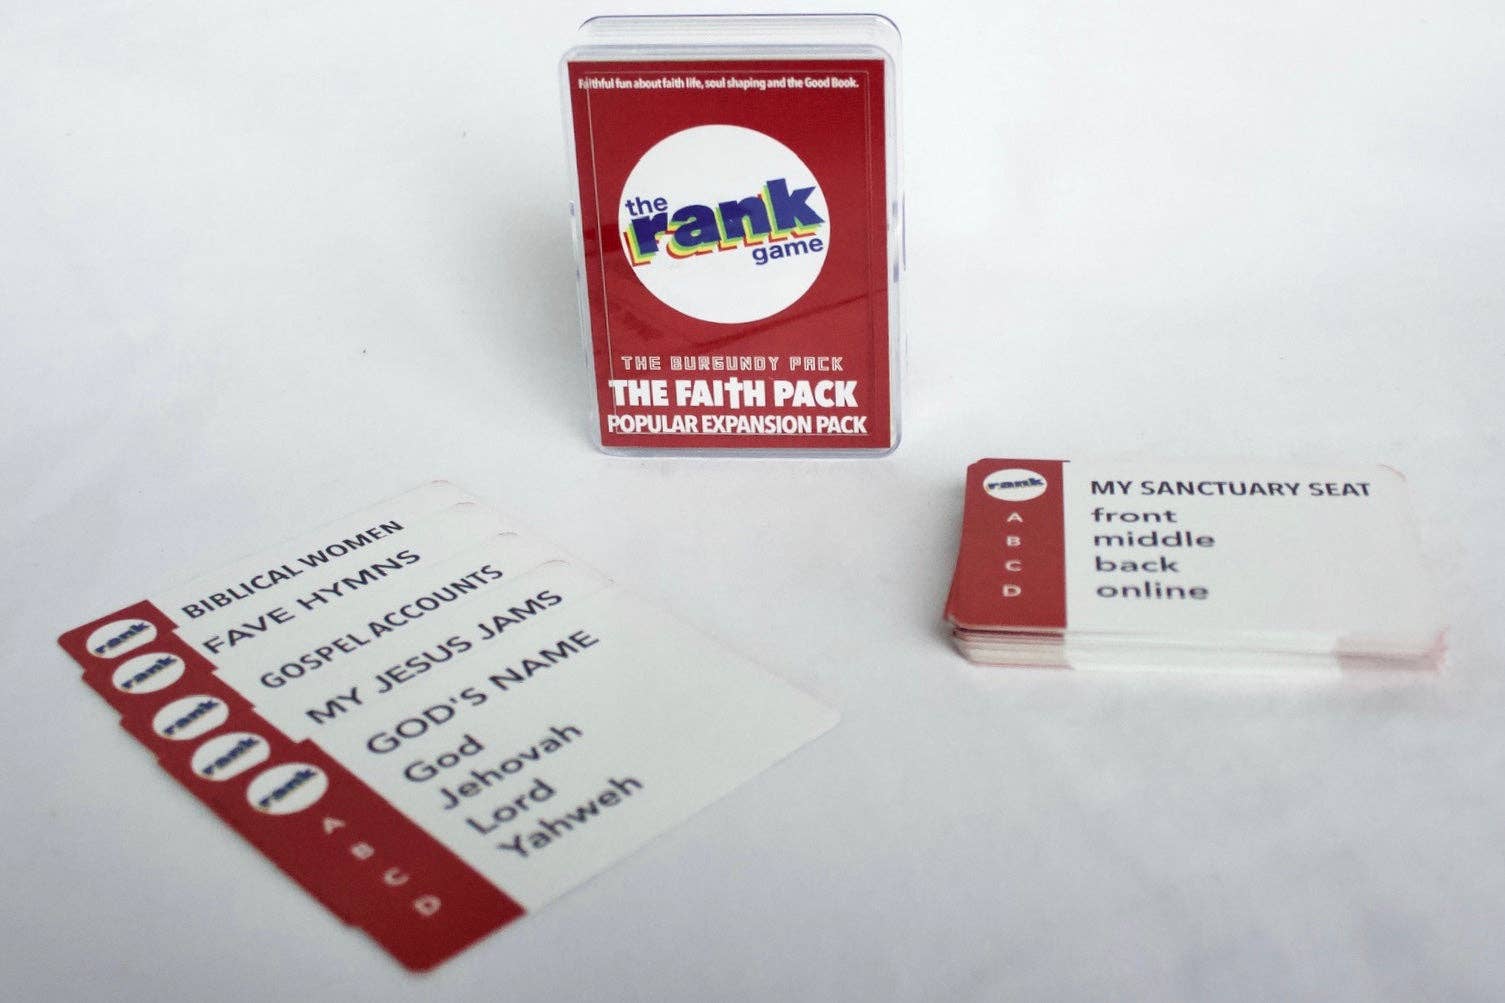 Faithful fun about faith life, soul shaping and the Good Book.
the
rank
game
THE BURGUNDY PACK
THE FAITH PACK
POPULAR EXPANSION PACK
rank
BIBLICAL WOMEN
rank
FAVE HYMNS
rank
GOSPEL ACCOUNTS
rank
MY JESUS JAMS
rank
GOD'S NAME
A God
B Jehovah
C Lord
D Yahweh
rank
MY SANCTUARY SEAT
A front
B middle
C back
D online